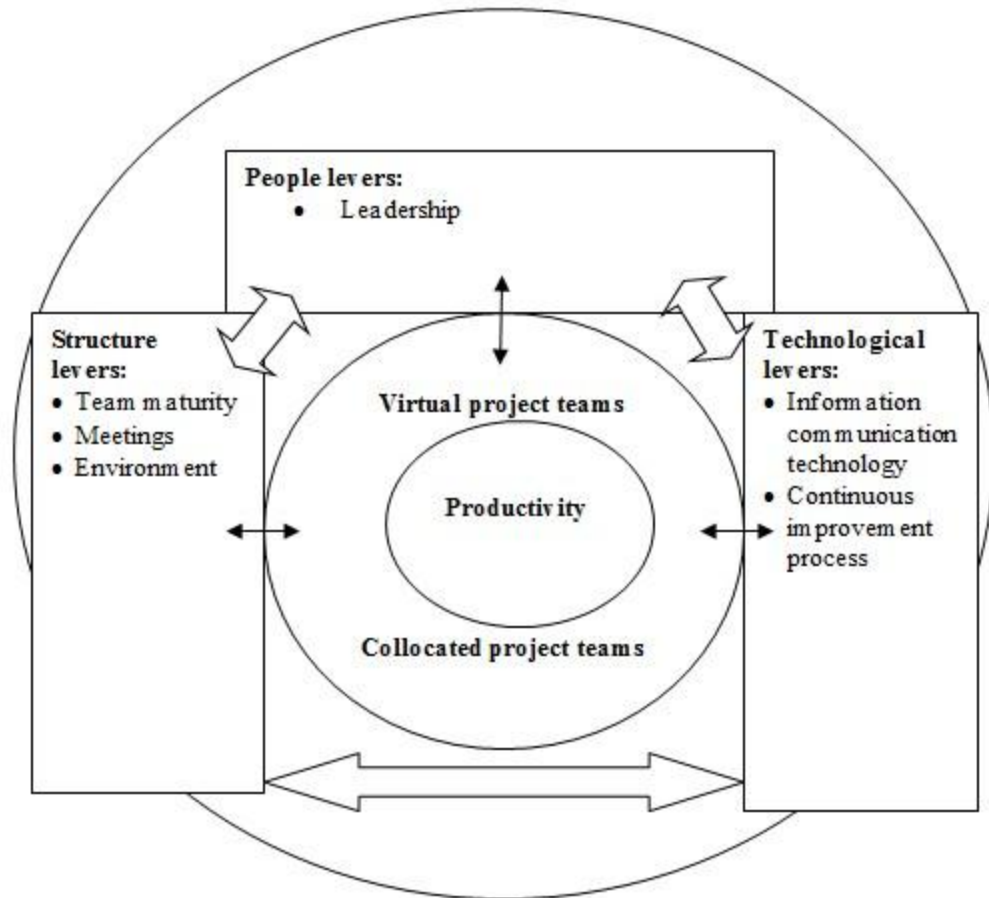 People levers:
• Leadership
Structure
levers:
• Team maturity
• Meetings
• Environment
Virtual project teams
Productivity
Collocated project teams
Technological
levers:
• Information
communication
technology
• Continuous
improvement
process